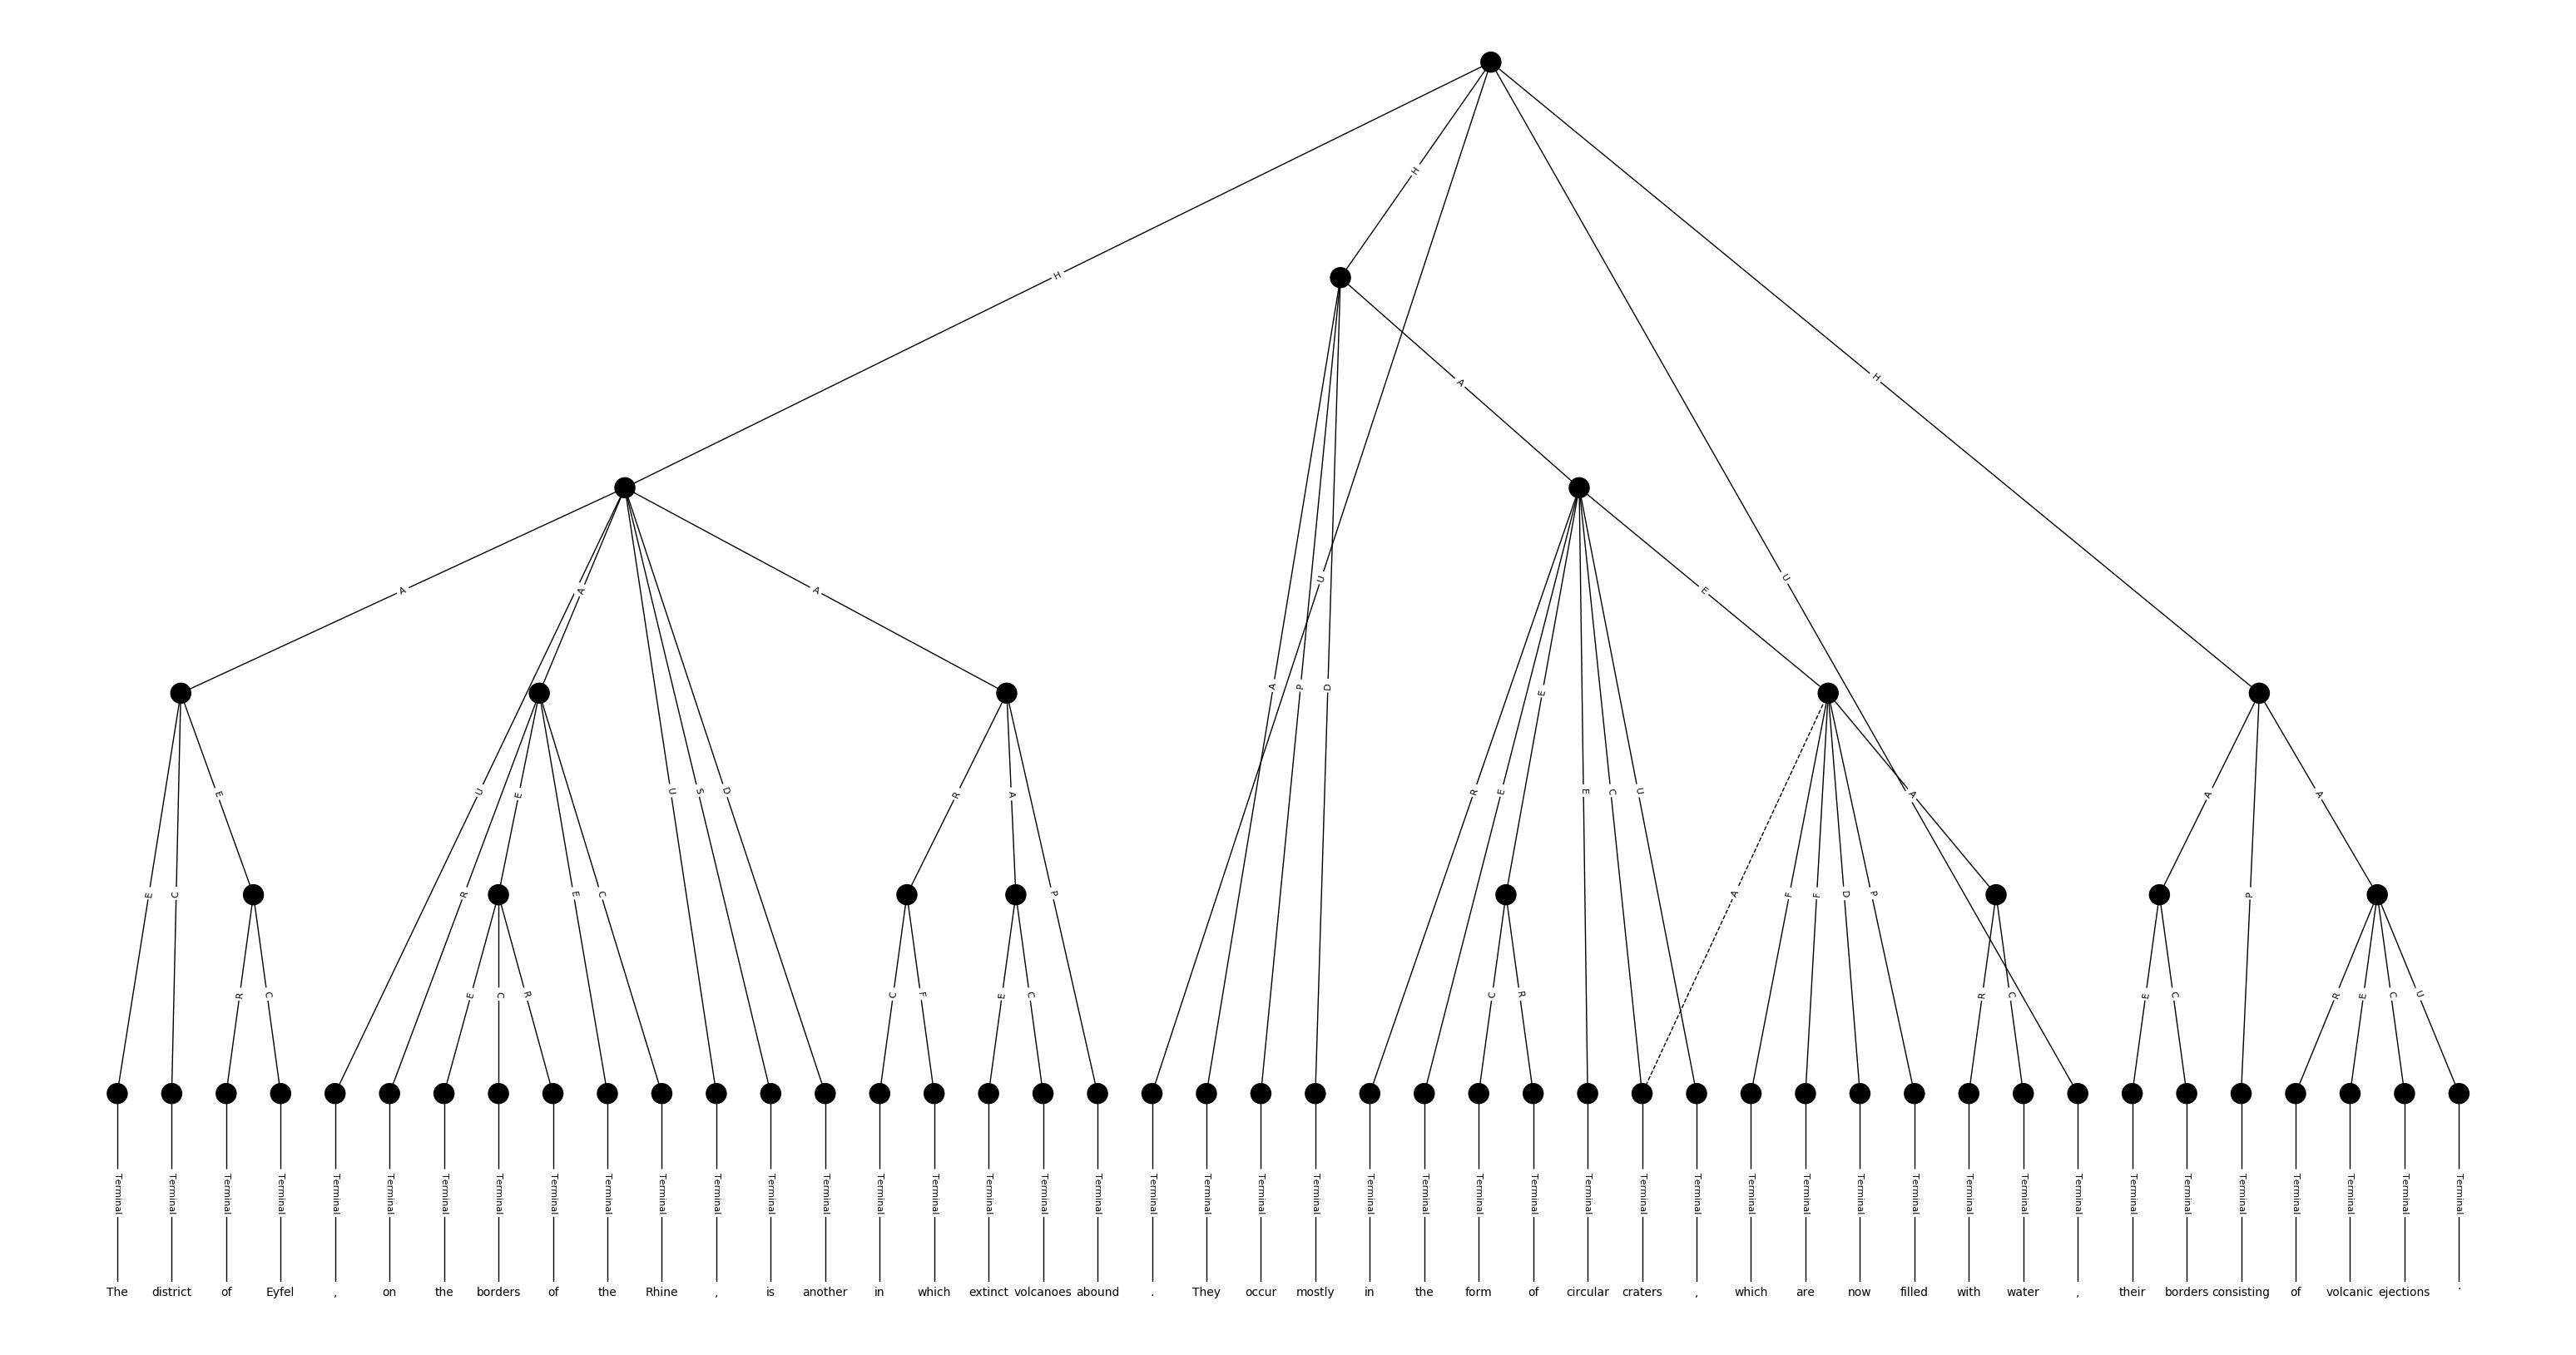 H
H
H
A
U
U
A
A
A
E
A
P
D
E
E
U
R
E
U
S
D
R
A
R
E
E
C
U
A
A
A
E
C
R
E
C
P
A
F
F
D
P
P
R
C
E
C
R
C
F
E
C
C
R
R
C
E
C
R
E
C
U
Terminal Terminal Terminal Terminal Terminal Terminal Terminal Terminal Terminal Terminal Terminal Terminal Terminal Terminal Terminal Terminal Terminal Terminal Terminal Terminal Terminal Terminal Terminal Terminal Terminal Terminal Terminal Terminal Terminal Terminal Terminal Terminal Terminal Terminal Terminal Terminal Terminal Terminal Terminal Terminal Terminal Terminal Terminal Terminal
The district of Eyfel , on the borders of the Rhine , is another in which extinct volcanoes abound . They occur mostly in the form of circular craters , which are now filled with water , their borders consisting of volcanic ejections .